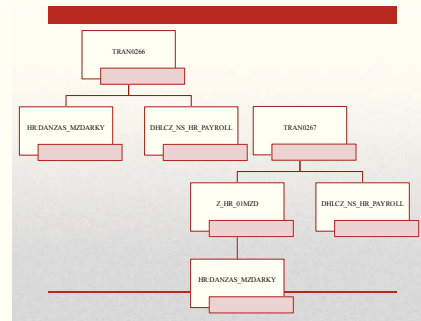 TRAN0266
HR:DANZAS_MZDARKY
DHLCZ_NS_HR_PAYROLL
TRAN0267
Z_HR_01MZD
DHLCZ_NS_HR_PAYROLL
HR:DANZAS_MZDARKY